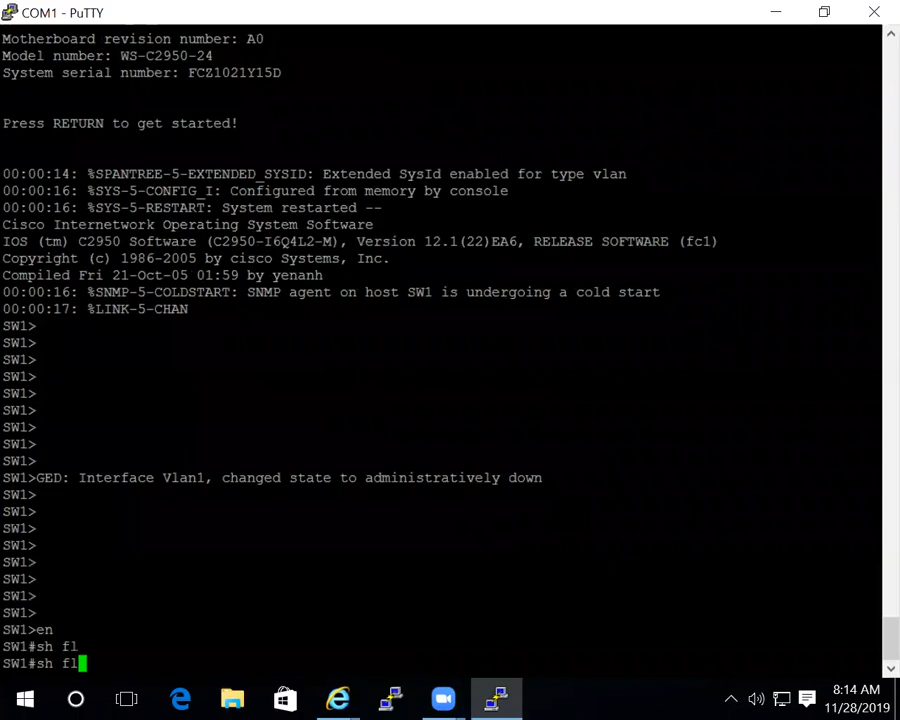 COM1 - PuTTY
Motherboard revision number: A0
Model number: WS-C2950-24
System serial number: FCZ1021Y15D
Press RETURN to get started!
00:00:14: %SPANTREE-5-EXTENDED_SYSID: Extended SysId enabled for type vlan
00:00:16: %SYS-5-CONFIG_I: Configured from memory by console
00:00:16: %SYS-5-RESTART: System restarted --
Cisco Internetwork Operating System Software
IOS (tm) C2950 Software (C2950-I6Q4L2-M), Version 12.1(22)EA6, RELEASE SOFTWARE (fc1)
Copyright (c) 1986-2005 by cisco Systems, Inc.
Compiled Fri 21-Oct-05 01:59 by yenanh
00:00:16: %SNMP-5-COLDSTART: SNMP agent on host SW1 is undergoing a cold start
00:00:17: %LINK-5-CHAN
SW1>
SW1>
SW1>
SW1>
SW1>
SW1>
SW1>
SW1>
SW1>
SW1>GED: Interface Vlan1, changed state to administratively down
SW1>
SW1>
SW1>
SW1>
SW1>
SW1>
SW1>
SW1>
SW1>en
SW1#sh fl
SW1#sh fl
8:14 AM
11/28/2019